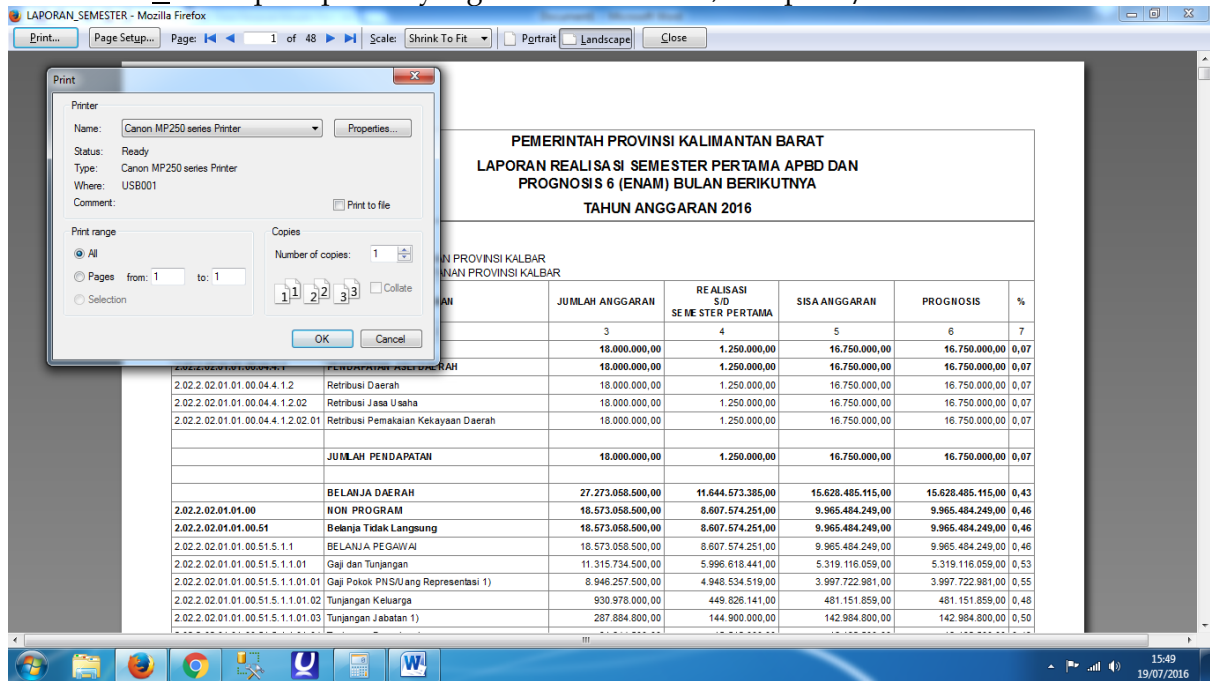 LAPORAN_SEMESTER - Mozilla Firefox
Print... Page Setup... Page: 1 of 48 Scale: Shrink To Fit Portrait Landscape Close
Print
Printer
Name: Canon MP250 series Printer Properties...
Status: Ready
Type: Canon MP250 series Printer
Where: USB001
Comment: Print to file
Print range
All
Pages from: 1 to: 1
Selection
Copies
Number of copies: 1
1 1 2 2 3 3 Collate
OK Cancel
PEMERINTAH PROVINSI KALIMANTAN BARAT
LAPORAN REALISASI SEMESTER PERTAMA APBD DAN
PROGNOSIS 6 (ENAM) BULAN BERIKUTNYA
TAHUN ANGGARAN 2016
PROVINSI KALBAR
PROVINSI KALBAR
JUMLAH ANGGARAN REALISASI S/D SEMESTER PERTAMA SISA ANGGARAN PROGNOSIS %
3 4 5 6 7
18.000.000,00 1.250.000,00 16.750.000,00 16.750.000,00 0,07
2.02.2.02.01.01.00.04.4.1 PENDAPATAN ASLI DAERAH 18.000.000,00 1.250.000,00 16.750.000,00 16.750.000,00 0,07
2.02.2.02.01.01.00.04.4.1.2 Retribusi Daerah 18.000.000,00 1.250.000,00 16.750.000,00 16.750.000,00 0,07
2.02.2.02.01.01.00.04.4.1.2.02 Retribusi Jasa Usaha 18.000.000,00 1.250.000,00 16.750.000,00 16.750.000,00 0,07
2.02.2.02.01.01.00.04.4.1.2.02.01 Retribusi Pemakaian Kekayaan Daerah 18.000.000,00 1.250.000,00 16.750.000,00 16.750.000,00 0,07
JUMLAH PENDAPATAN 18.000.000,00 1.250.000,00 16.750.000,00 16.750.000,00 0,07
BELANJA DAERAH 27.273.058.500,00 11.644.573.385,00 15.628.485.115,00 15.628.485.115,00 0,43
2.02.2.02.01.01.00 NON PROGRAM 18.573.058.500,00 8.607.574.251,00 9.965.484.249,00 9.965.484.249,00 0,46
2.02.2.02.01.01.00.51 Belanja Tidak Langsung 18.573.058.500,00 8.607.574.251,00 9.965.484.249,00 9.965.484.249,00 0,46
2.02.2.02.01.01.00.51.5.1.1 BELANJA PEGAWAI 18.573.058.500,00 8.607.574.251,00 9.965.484.249,00 9.965.484.249,00 0,46
2.02.2.02.01.01.00.51.5.1.1.01 Gaji dan Tunjangan 11.315.734.500,00 5.996.618.441,00 5.319.116.059,00 5.319.116.059,00 0,53
2.02.2.02.01.01.00.51.5.1.1.01.01 Gaji Pokok PNS/Uang Representasi 1) 8.946.257.500,00 4.948.534.519,00 3.997.722.981,00 3.997.722.981,00 0,55
2.02.2.02.01.01.00.51.5.1.1.01.02 Tunjangan Keluarga 930.978.000,00 449.826.141,00 481.151.859,00 481.151.859,00 0,48
2.02.2.02.01.01.00.51.5.1.1.01.03 Tunjangan Jabatan 1) 287.884.800,00 144.900.000,00 142.984.800,00 142.984.800,00 0,50
15:49
19/07/2016